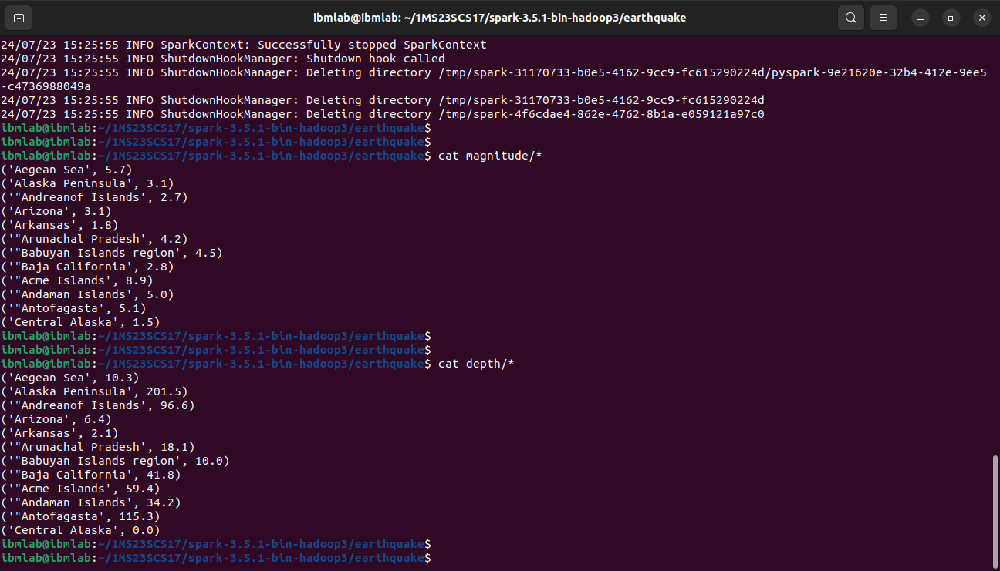 ibmlab@ibmlab: ~/1MS23SCS17/spark-3.5.1-bin-hadoop3/earthquake
24/07/23 15:25:55 INFO SparkContext: Successfully stopped SparkContext
24/07/23 15:25:55 INFO ShutdownHookManager: Shutdown hook called
24/07/23 15:25:55 INFO ShutdownHookManager: Deleting directory /tmp/spark-31170733-b0e5-4162-9cc9-fc615290224d/pyspark-9e21620e-32b4-412e-9ee5
-c4736988049a
24/07/23 15:25:55 INFO ShutdownHookManager: Deleting directory /tmp/spark-31170733-b0e5-4162-9cc9-fc615290224d
24/07/23 15:25:55 INFO ShutdownHookManager: Deleting directory /tmp/spark-4f6cdae4-862e-4762-8b1a-e059121a97c0
ibmlab@ibmlab:~/1MS23SCS17/spark-3.5.1-bin-hadoop3/earthquake$
ibmlab@ibmlab:~/1MS23SCS17/spark-3.5.1-bin-hadoop3/earthquake$
ibmlab@ibmlab:~/1MS23SCS17/spark-3.5.1-bin-hadoop3/earthquake$ cat magnitude/*
('Aegean Sea', 5.7)
('Alaska Peninsula', 3.1)
('"Andreanof Islands', 2.7)
('Arizona', 3.1)
('Arkansas', 1.8)
('"Arunachal Pradesh', 4.2)
('"Babuyan Islands region', 4.5)
('"Baja California', 2.8)
('"Acme Islands', 8.9)
('"Andaman Islands', 5.0)
('"Antofagasta', 5.1)
('Central Alaska', 1.5)
ibmlab@ibmlab:~/1MS23SCS17/spark-3.5.1-bin-hadoop3/earthquake$
ibmlab@ibmlab:~/1MS23SCS17/spark-3.5.1-bin-hadoop3/earthquake$
ibmlab@ibmlab:~/1MS23SCS17/spark-3.5.1-bin-hadoop3/earthquake$ cat depth/*
('Aegean Sea', 10.3)
('Alaska Peninsula', 201.5)
('"Andreanof Islands', 96.6)
('Arizona', 6.4)
('Arkansas', 2.1)
('"Arunachal Pradesh', 18.1)
('"Babuyan Islands region', 10.0)
('"Baja California', 41.8)
('"Acme Islands', 59.4)
('"Andaman Islands', 34.2)
('"Antofagasta', 115.3)
('Central Alaska', 0.0)
ibmlab@ibmlab:~/1MS23SCS17/spark-3.5.1-bin-hadoop3/earthquake$
ibmlab@ibmlab:~/1MS23SCS17/spark-3.5.1-bin-hadoop3/earthquake$